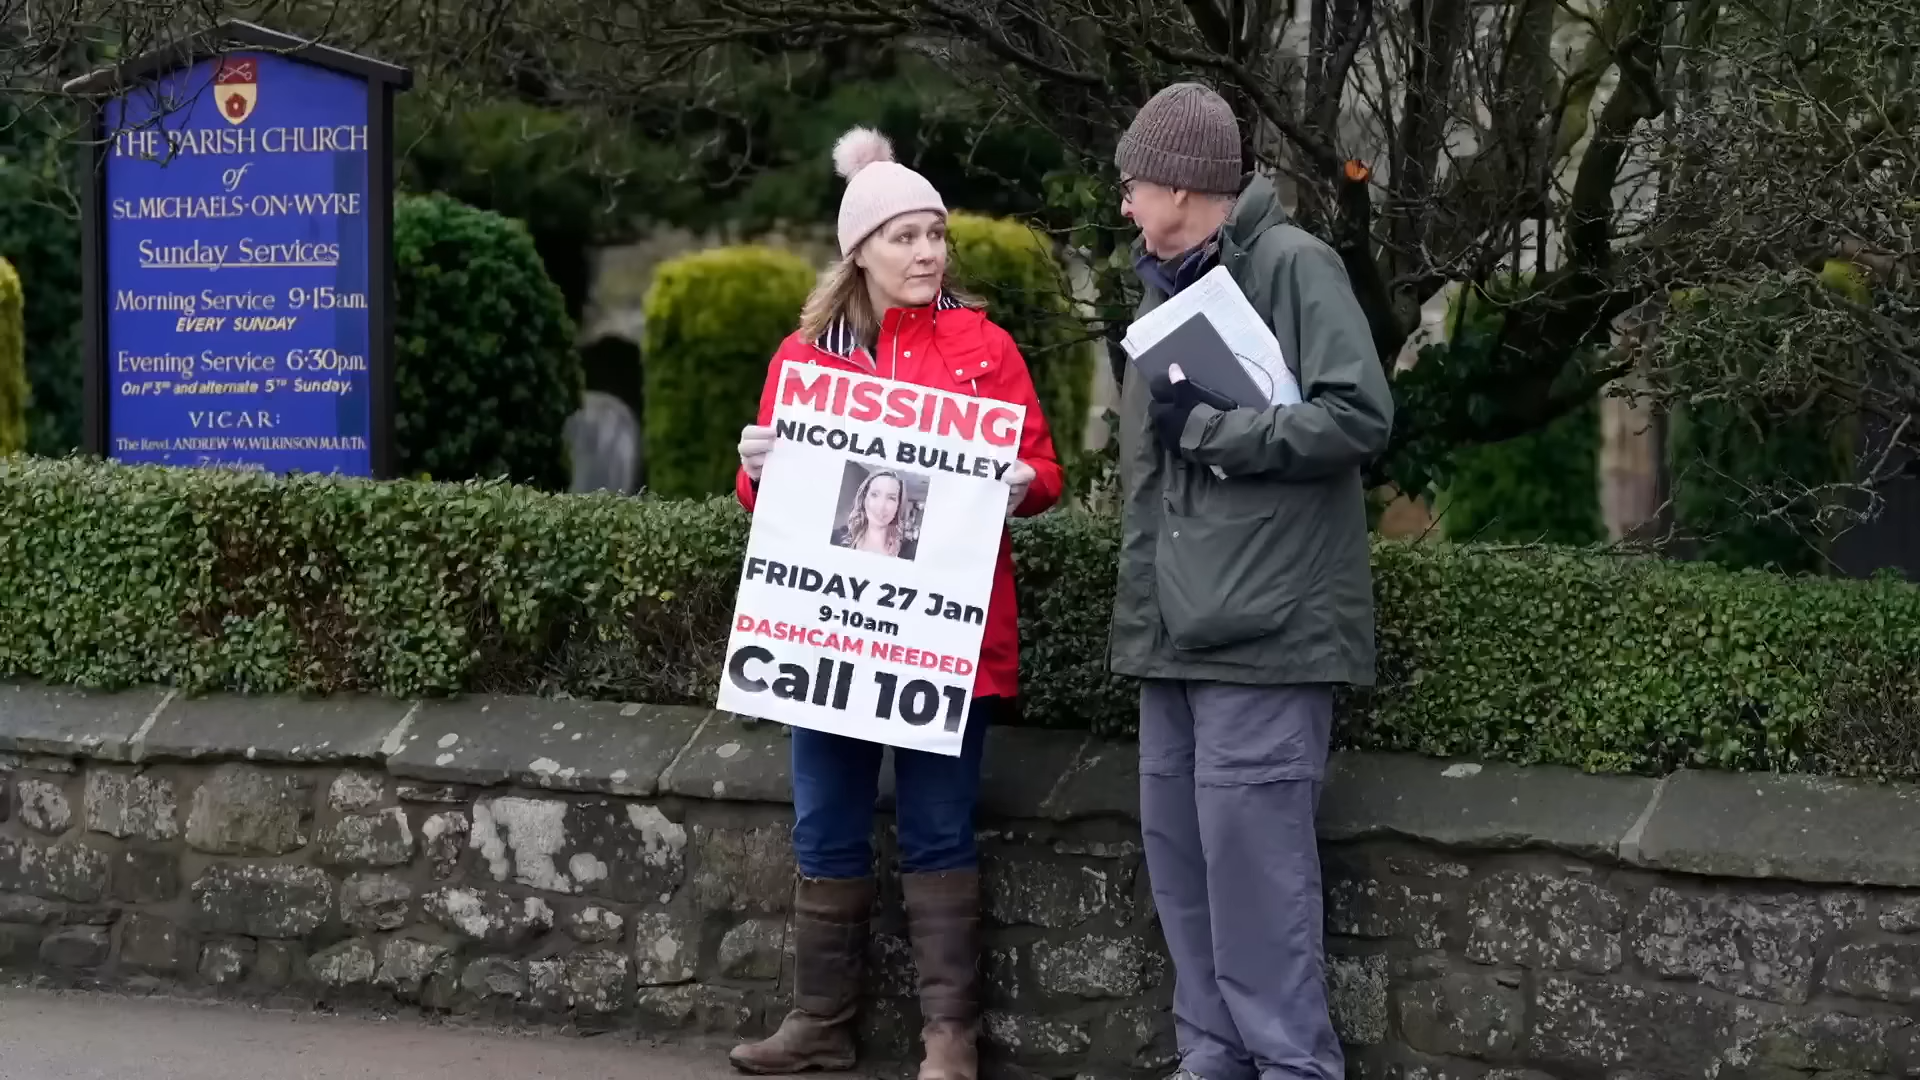 THE PARISH CHURCH
of
St.MICHAELS-ON-WYRE
Sunday Services
Morning Service 9·15a.m.
EVERY SUNDAY
Evening Service 6·30p.m.
On 1st 3rd and alternate 5TH Sunday.
VICAR:
The Revd. ANDREW.W.WILKINSON M.A.B.Th.
Telephone
MISSING
NICOLA BULLEY
FRIDAY 27 Jan
9-10am
DASHCAM NEEDED
Call 101